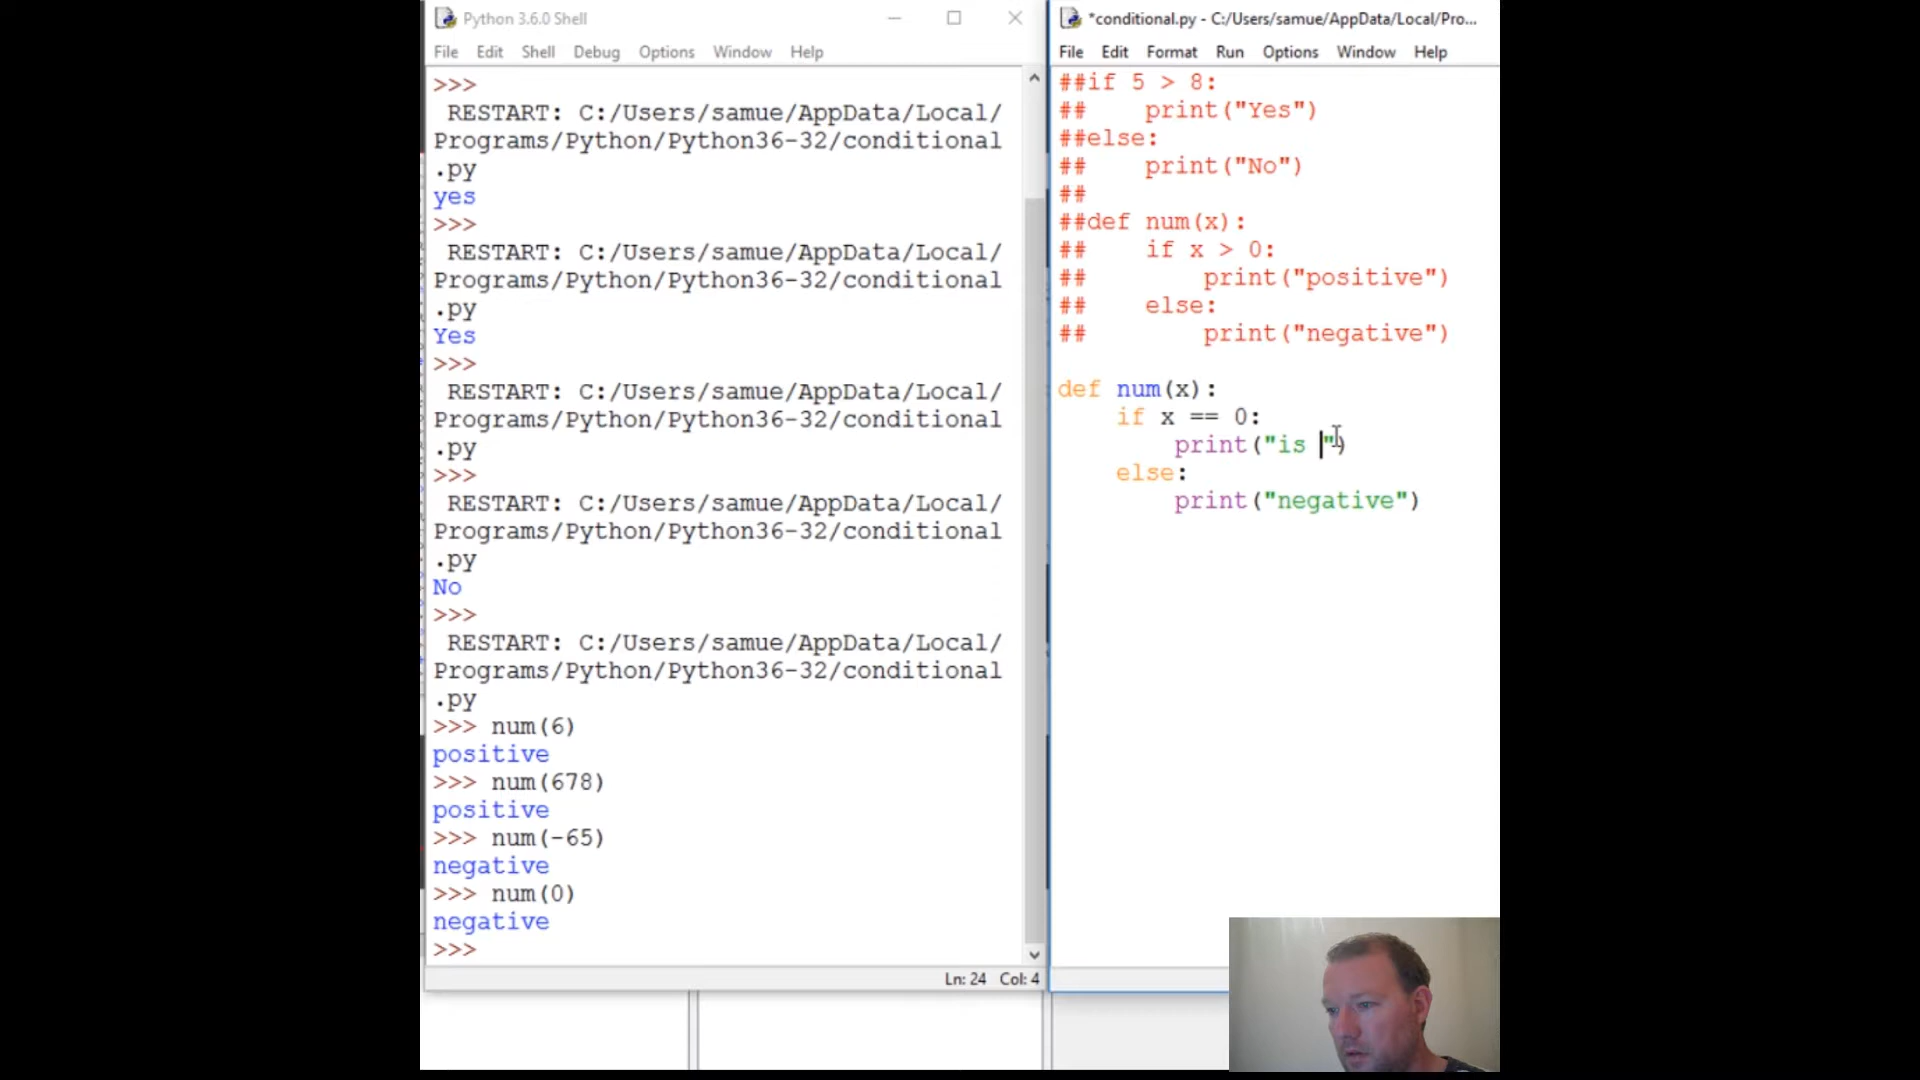 Python 3.6.0 Shell
File Edit Shell Debug Options Window Help
>>>
RESTART: C:/Users/samue/AppData/Local/
Programs/Python/Python36-32/conditional
.py
yes
>>>
RESTART: C:/Users/samue/AppData/Local/
Programs/Python/Python36-32/conditional
.py
Yes
>>>
RESTART: C:/Users/samue/AppData/Local/
Programs/Python/Python36-32/conditional
.py
>>>
RESTART: C:/Users/samue/AppData/Local/
Programs/Python/Python36-32/conditional
.py
No
>>>
RESTART: C:/Users/samue/AppData/Local/
Programs/Python/Python36-32/conditional
.py
>>> num(6)
positive
>>> num(678)
positive
>>> num(-65)
negative
>>> num(0)
negative
>>>
Ln: 24 Col: 4
*conditional.py - C:/Users/samue/AppData/Local/Pro...
File Edit Format Run Options Window Help
##if 5 > 8:
##    print("Yes")
##else:
##    print("No")
##
##def num(x):
##    if x > 0:
##        print("positive")
##    else:
##        print("negative")
def num(x):
    if x == 0:
        print("is ")
    else:
        print("negative")